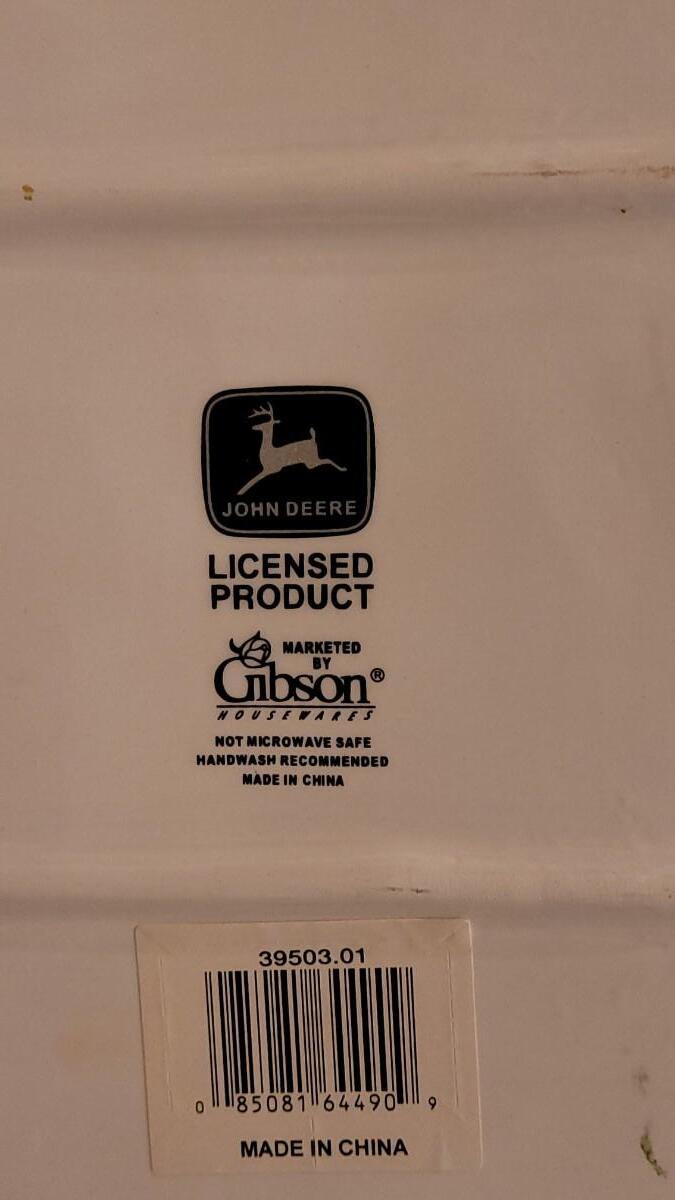 JOHN DEERE
LICENSED
PRODUCT
MARKETED
BY
Gibson®
HOUSEWARES
NOT MICROWAVE SAFE
HANDWASH RECOMMENDED
MADE IN CHINA
39503.01
0 85081 64490 9
MADE IN CHINA